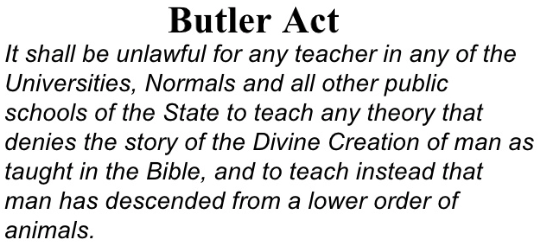 Butler Act
It shall be unlawful for any teacher in any of the
Universities, Normals and all other public
schools of the State to teach any theory that
denies the story of the Divine Creation of man as
taught in the Bible, and to teach instead that
man has descended from a lower order of
animals.